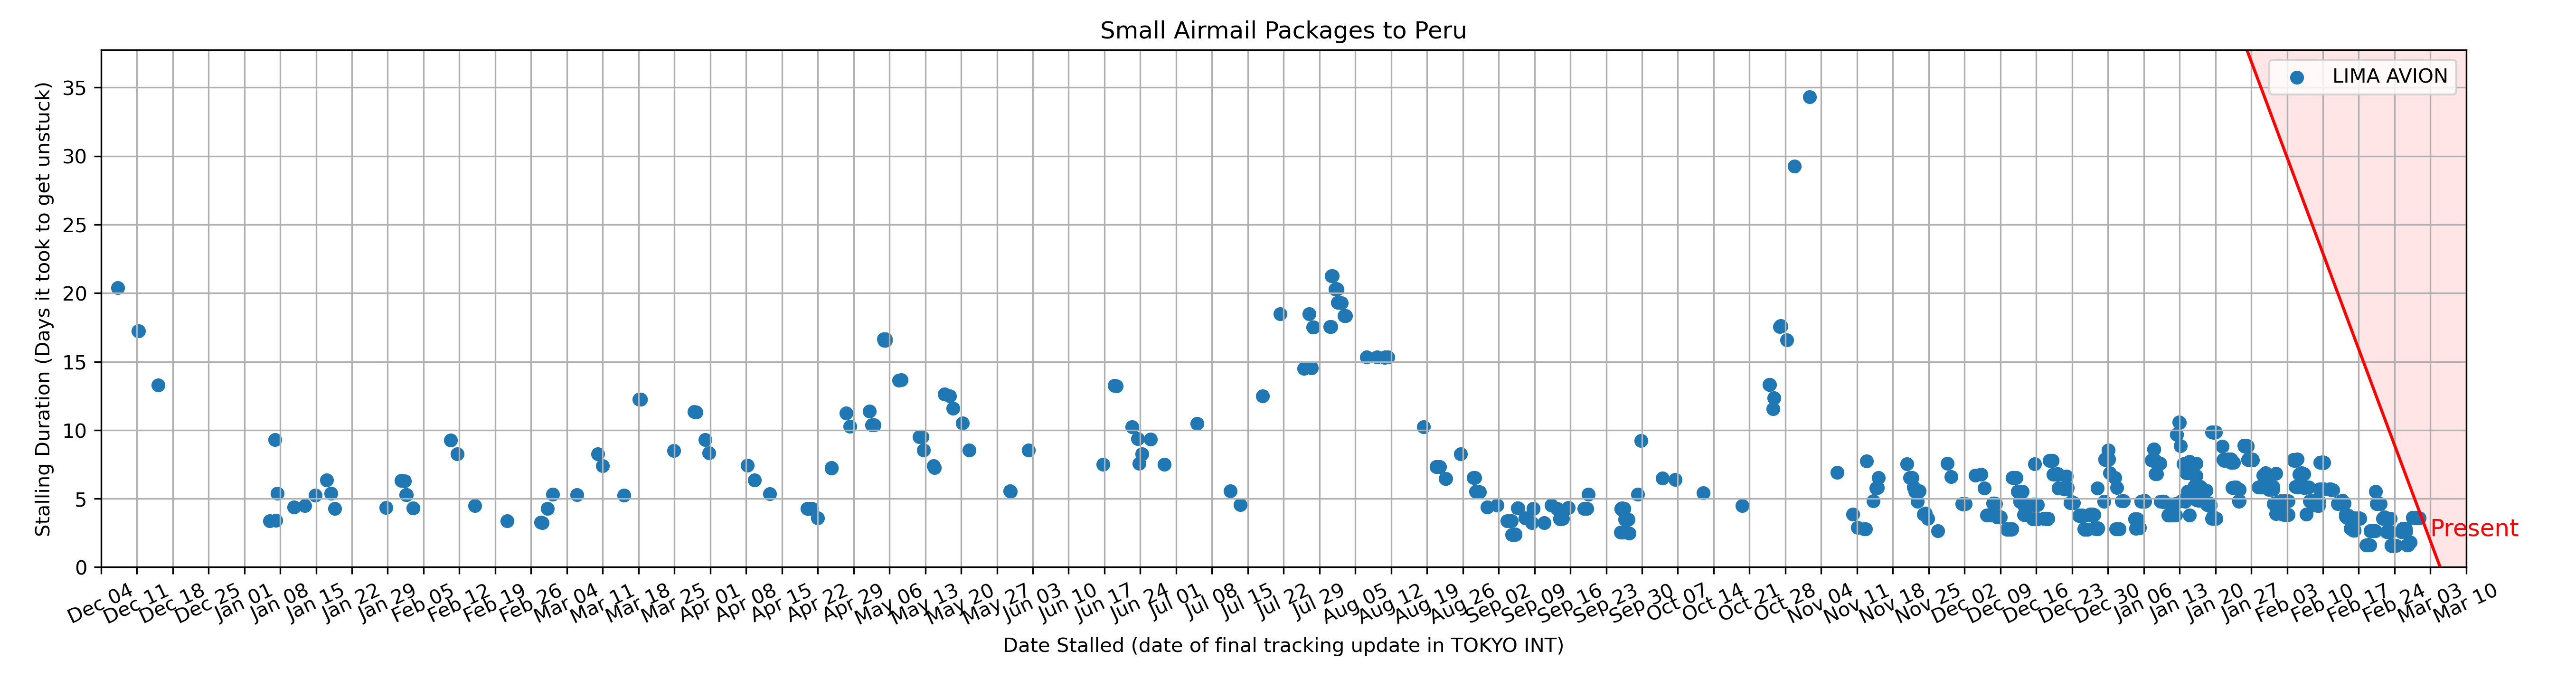 Small Airmail Packages to Peru
Stalling Duration (Days it took to get unstuck)
35
30
25
20
15
10
5
0
LIMA AVION
Present
Dec 04
Dec 11
Dec 18
Dec 25
Jan 01
Jan 08
Jan 15
Jan 22
Jan 29
Feb 05
Feb 12
Feb 19
Feb 26
Mar 04
Mar 11
Mar 18
Mar 25
Apr 01
Apr 08
Apr 15
Apr 22
Apr 29
May 06
May 13
May 20
May 27
Jun 03
Jun 10
Jun 17
Jun 24
Jul 01
Jul 08
Jul 15
Jul 22
Jul 29
Aug 05
Aug 12
Aug 19
Aug 26
Sep 02
Sep 09
Sep 16
Sep 23
Sep 30
Oct 07
Oct 14
Oct 21
Oct 28
Nov 04
Nov 11
Nov 18
Nov 25
Dec 02
Dec 09
Dec 16
Dec 23
Dec 30
Jan 06
Jan 13
Jan 20
Jan 27
Feb 03
Feb 10
Feb 17
Feb 24
Mar 03
Mar 10
Date Stalled (date of final tracking update in TOKYO INT)